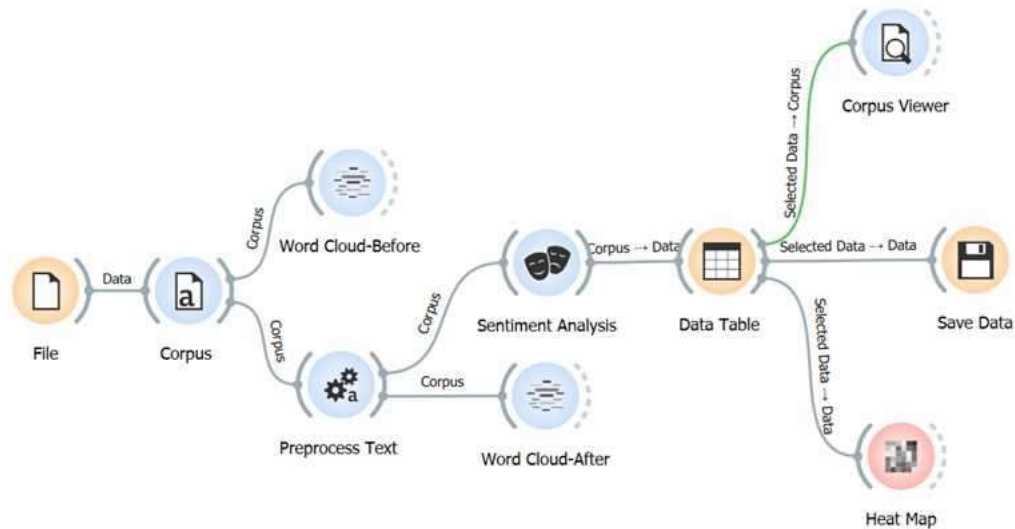 Corpus Viewer
Selected Data → Corpus
Corpus
Word Cloud-Before
Data
File
a
Corpus
Corpus
Corpus
Corpus → Data
Sentiment Analysis
Data Table
Selected Data → Data
Save Data
a
Preprocess Text
Corpus
Word Cloud-After
Selected Data → Data
Heat Map